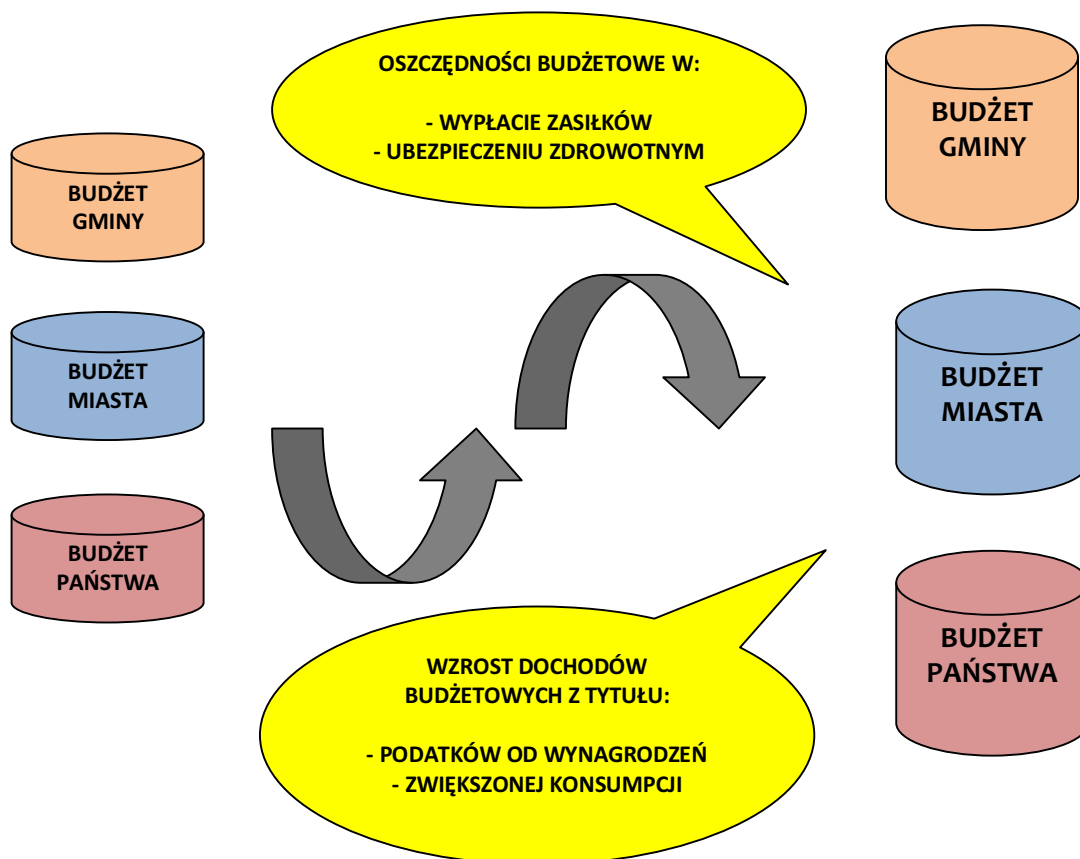 OSZCZĘDNOŚCI BUDŻETOWE W:
- WYPŁACIE ZASIŁKÓW
- UBEZPIECZENIU ZDROWOTNYM
BUDŻET
GMINY
BUDŻET
MIASTA
BUDŻET
PAŃSTWA
BUDŻET
GMINY
BUDŻET
MIASTA
BUDŻET
PAŃSTWA
WZROST DOCHODÓW
BUDŻETOWYCH Z TYTUŁU:
- PODATKÓW OD WYNAGRODZEŃ
- ZWIĘKSZONEJ KONSUMPCJI